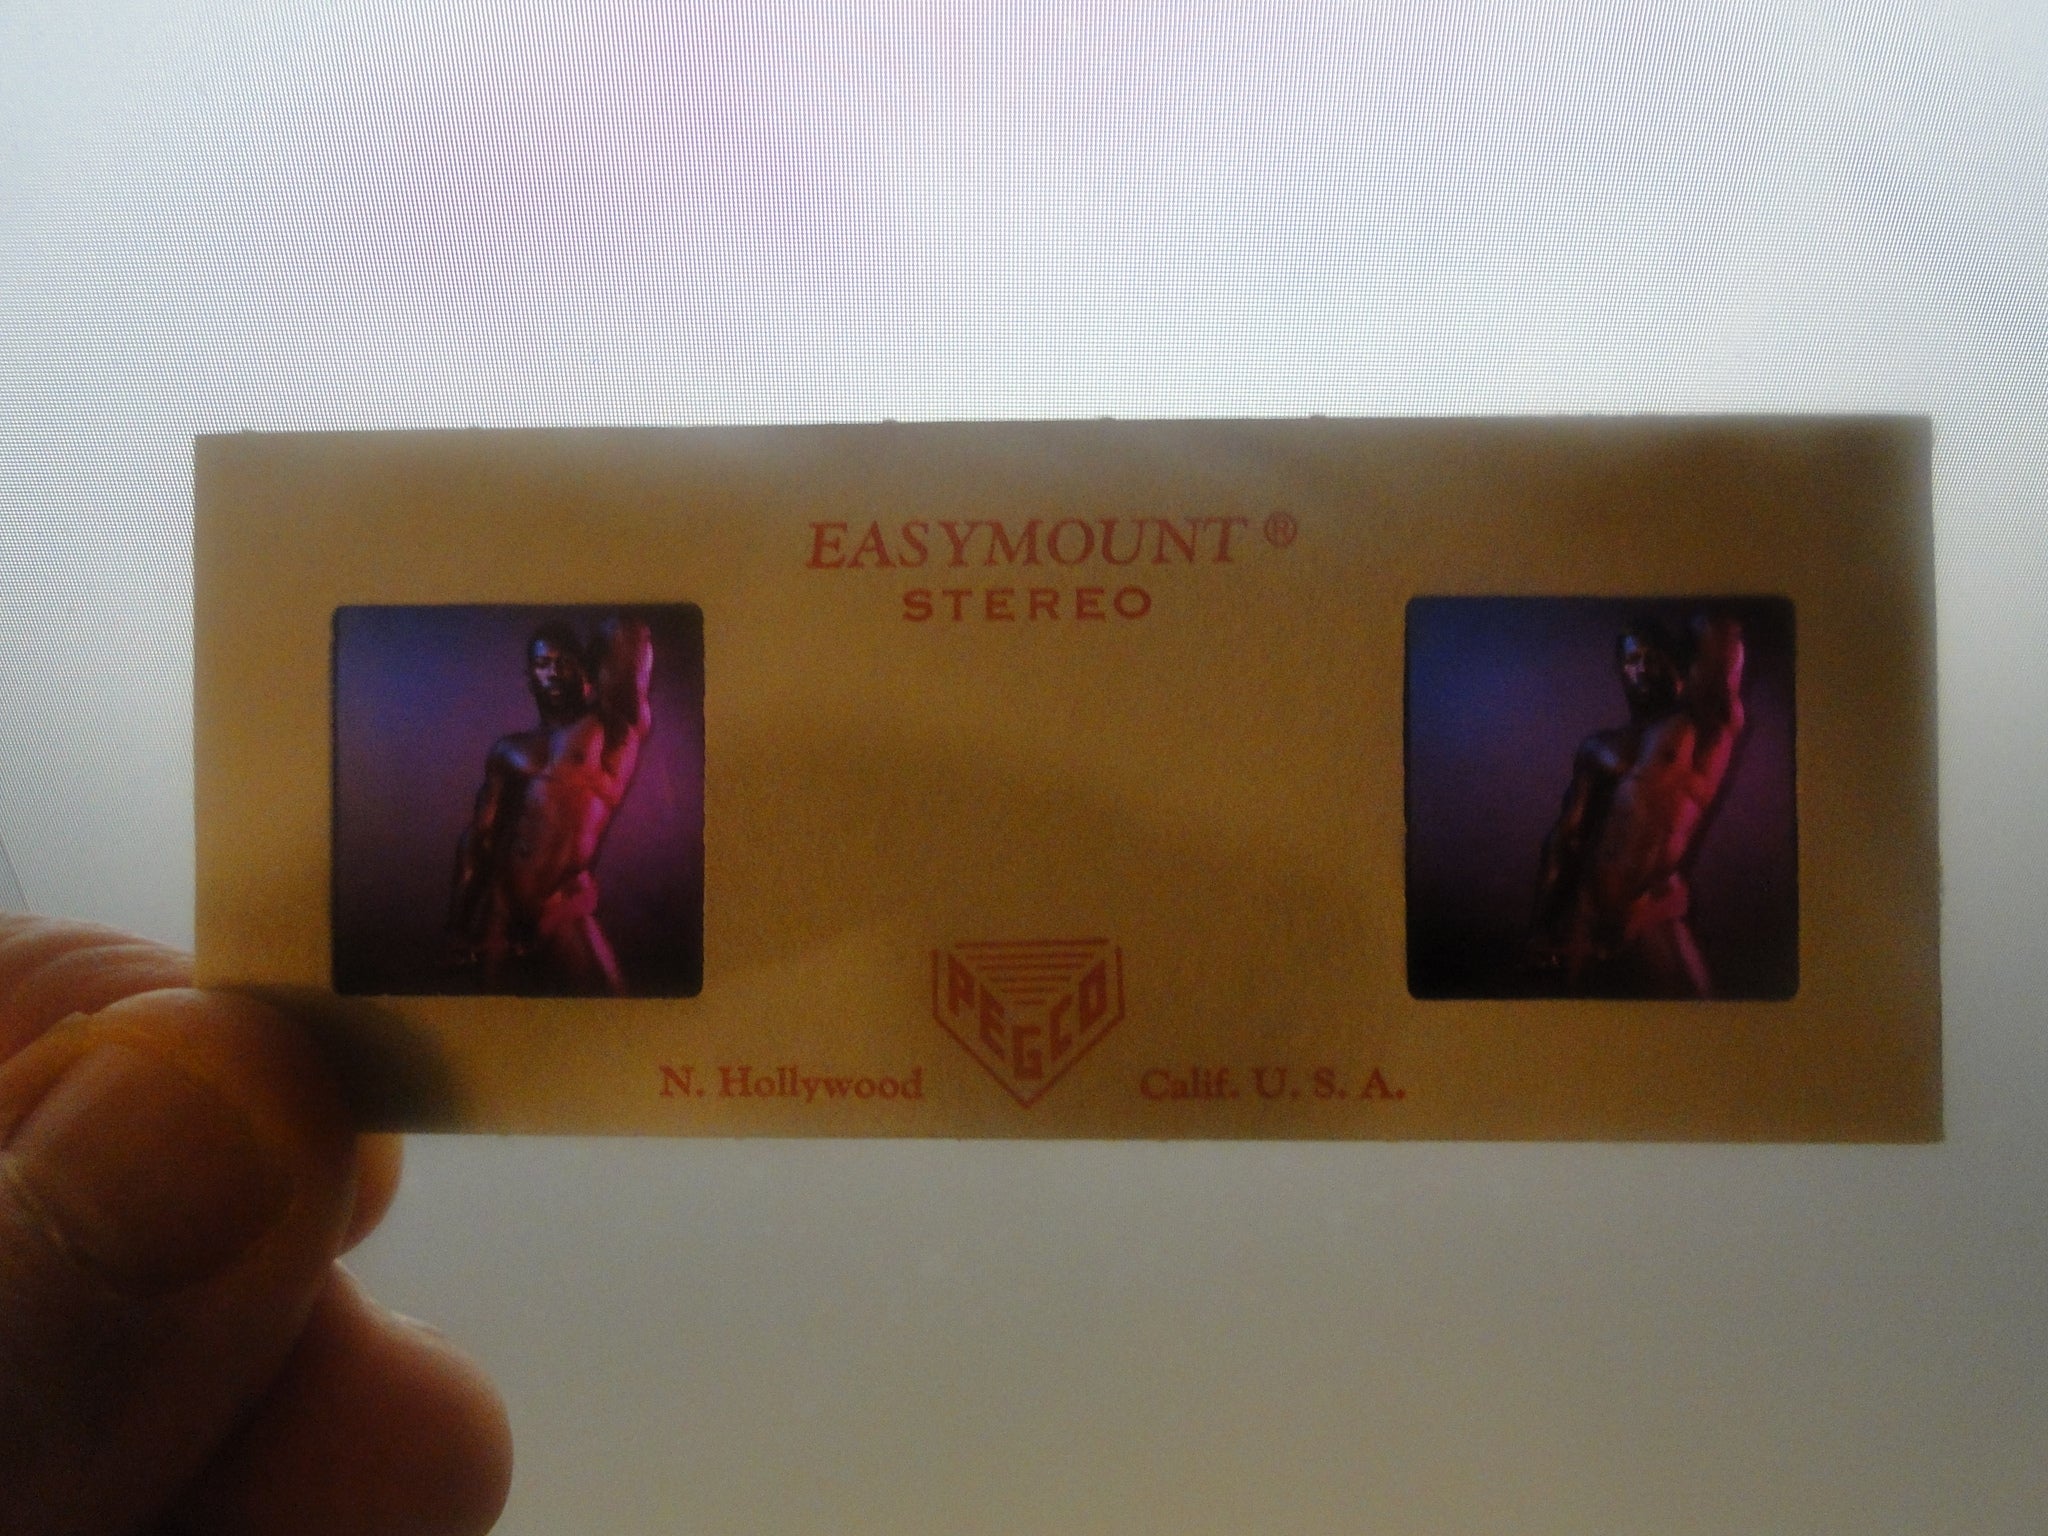 EASYMOUNT ®
STEREO
PEGCO
N. Hollywood Calif. U. S. A.